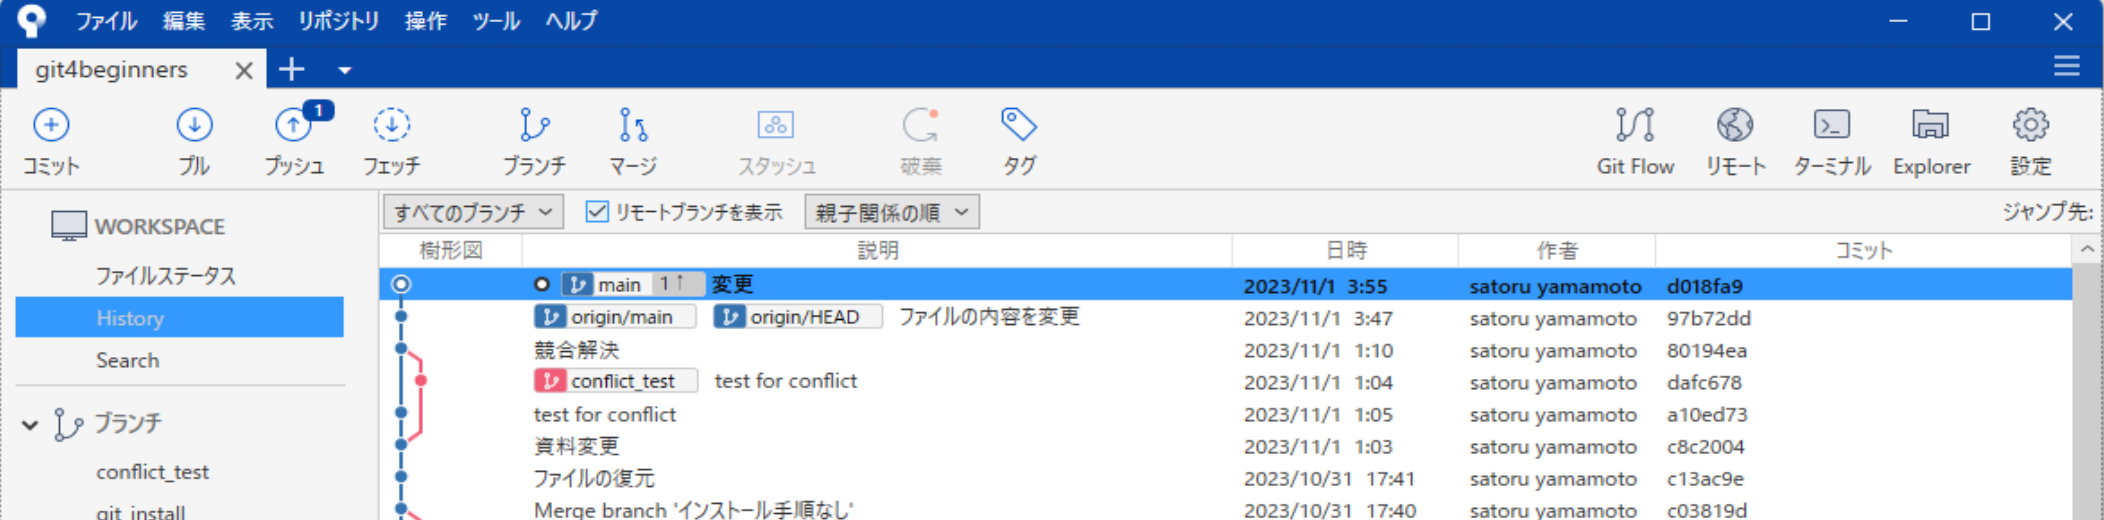 ファイル 編集 表示 リポジトリ 操作 ツール ヘルプ
git4beginners
1
コミット プル プッシュ フェッチ ブランチ マージ スタッシュ 破棄 タグ Git Flow リモート ターミナル Explorer 設定
WORKSPACE
ファイルステータス
History
Search
ブランチ
conflict_test
git_install
すべてのブランチ リモートブランチを表示 親子関係の順 ジャンプ先:
樹形図 説明 日時 作者 コミット
main 1↑ 変更 2023/11/1 3:55 satoru yamamoto d018fa9
origin/main origin/HEAD ファイルの内容を変更 2023/11/1 3:47 satoru yamamoto 97b72dd
競合解決 2023/11/1 1:10 satoru yamamoto 80194ea
conflict_test test for conflict 2023/11/1 1:04 satoru yamamoto dafc678
test for conflict 2023/11/1 1:05 satoru yamamoto a10ed73
資料変更 2023/11/1 1:03 satoru yamamoto c8c2004
ファイルの復元 2023/10/31 17:41 satoru yamamoto c13ac9e
Merge branch 'インストール手順なし' 2023/10/31 17:40 satoru yamamoto c03819d